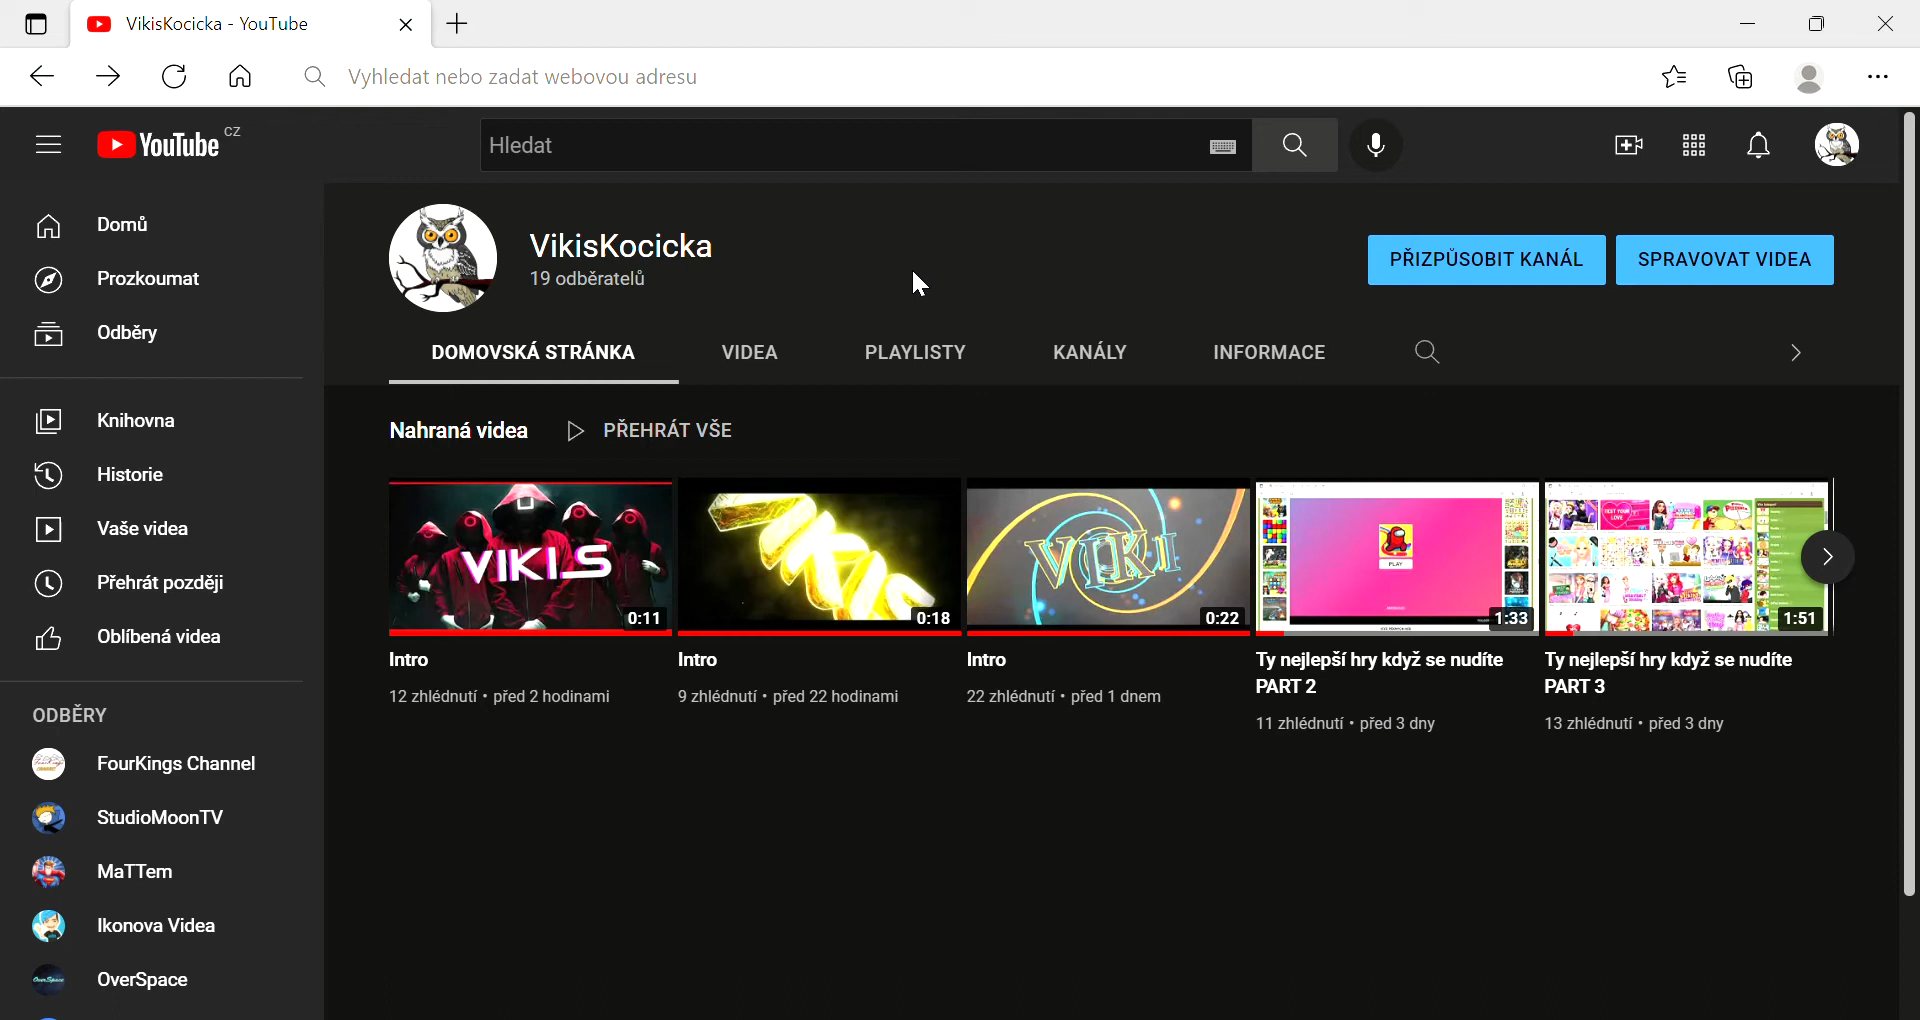 VikisKocicka - YouTube
Vyhledat nebo zadat webovou adresu
YouTube CZ
Hledat
Domů
Prozkoumat
Odběry
Knihovna
Historie
Vaše videa
Přehrát později
Oblíbená videa
ODBĚRY
FourKings Channel
StudioMoonTV
MaTTem
Ikonova Videa
OverSpace
VikisKocicka
19 odběratelů
PŘIZPŮSOBIT KANÁL
SPRAVOVAT VIDEA
DOMOVSKÁ STRÁNKA
VIDEA
PLAYLISTY
KANÁLY
INFORMACE
Nahraná videa
PŘEHRÁT VŠE
VIKI.S
0:11
Intro
12 zhlédnutí • před 2 hodinami
0:18
Intro
9 zhlédnutí • před 22 hodinami
VIKI
0:22
Intro
22 zhlédnutí • před 1 dnem
PLAY
1:33
Ty nejlepší hry když se nudíte
PART 2
11 zhlédnutí • před 3 dny
1:51
Ty nejlepší hry když se nudíte
PART 3
13 zhlédnutí • před 3 dny